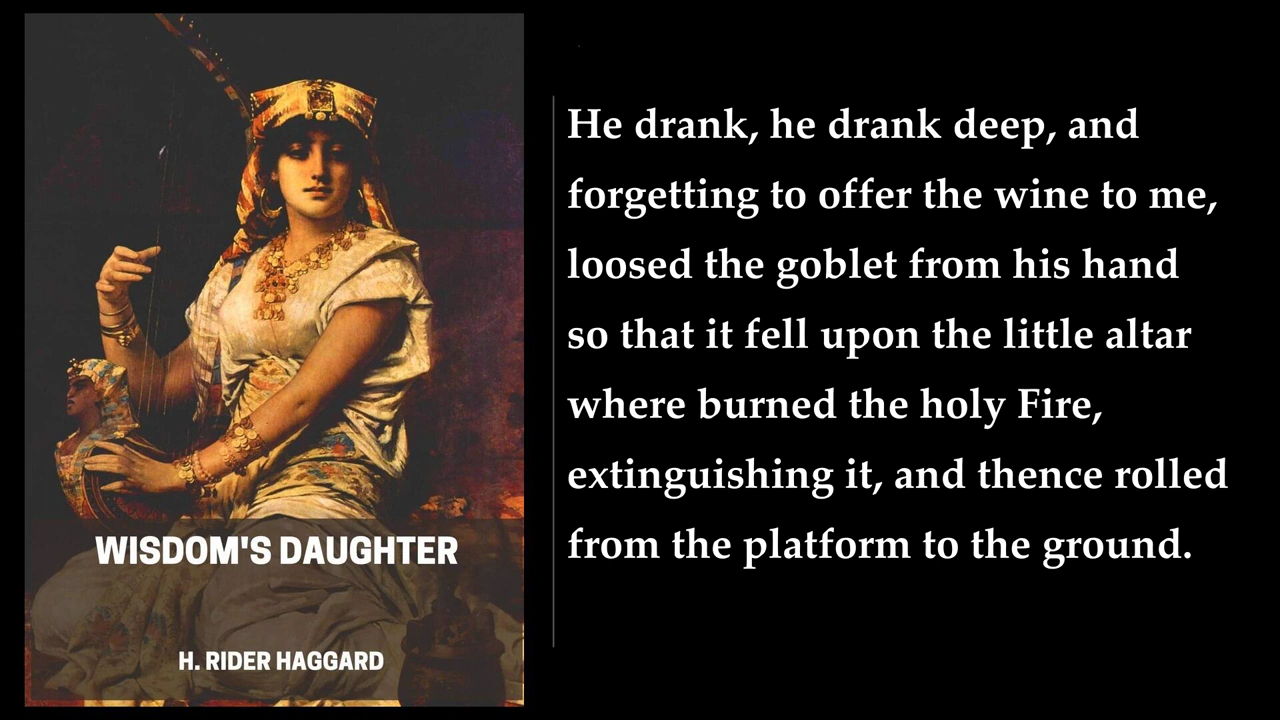 WISDOM'S DAUGHTER
H. RIDER HAGGARD
He drank, he drank deep, and
forgetting to offer the wine to me,
loosed the goblet from his hand
so that it fell upon the little altar
where burned the holy Fire,
extinguishing it, and thence rolled
from the platform to the ground.